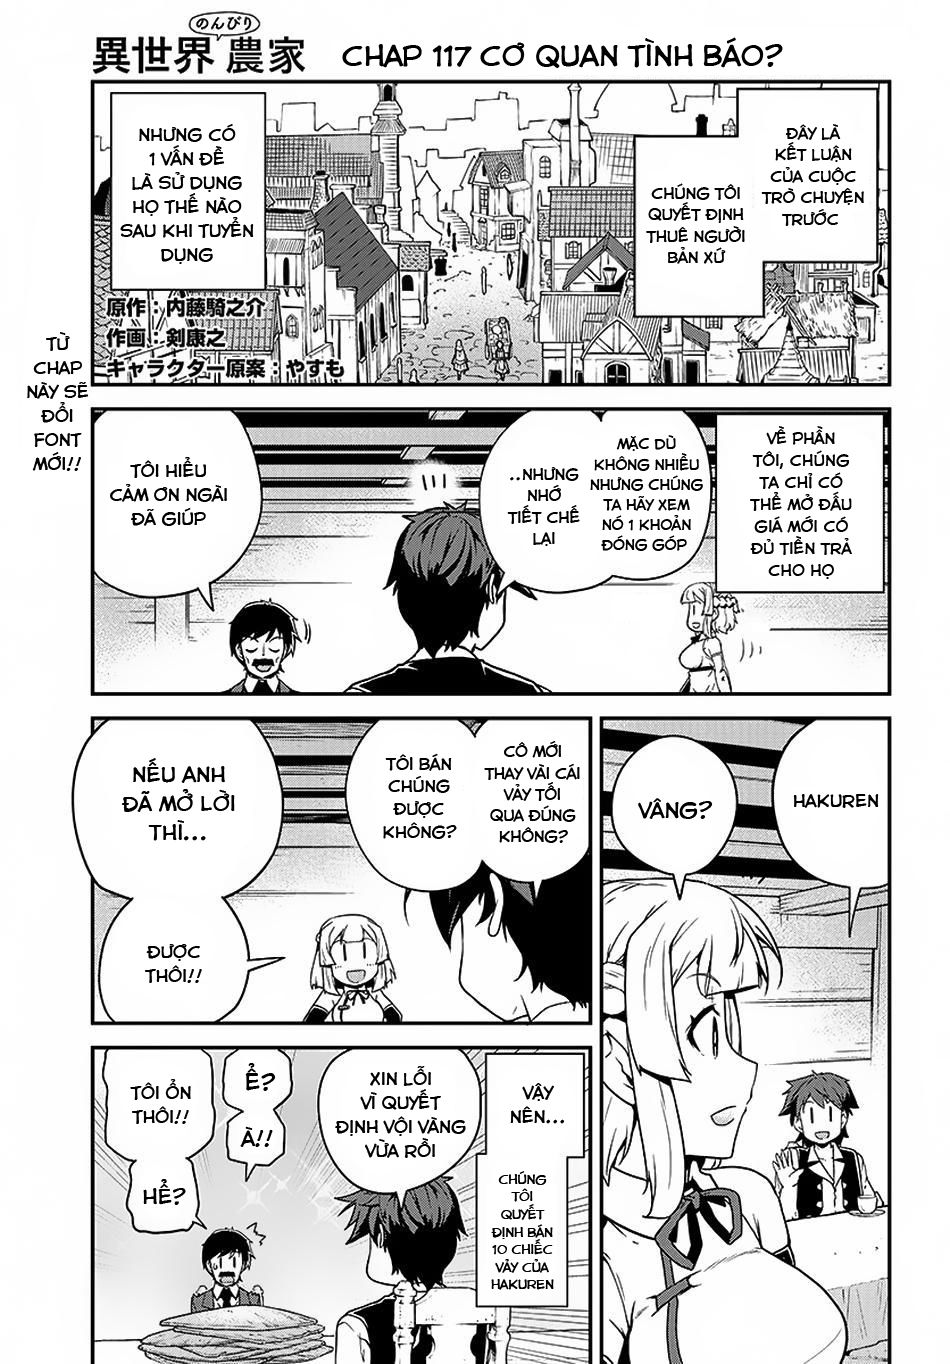 のんびり
異世界 農家
CHAP 117 CƠ QUAN TÌNH BÁO?
ĐÂY LÀ
KẾT LUẬN
CỦA CUỘC
TRÒ CHUYỆN
TRƯỚC
CHÚNG TÔI
QUYẾT ĐỊNH
THUÊ NGƯỜI
BẢN XỨ
NHƯNG CÓ
1 VẤN ĐỀ
LÀ SỬ DỤNG
HỌ THẾ NÀO
SAU KHI TUYỂN
DỤNG
原作：内藤騎之介
作画：剣康之
キャラクター原案：やすも
TỪ
CHAP
NÀY SẼ
ĐỔI
FONT
MỚI!!
VỀ PHẦN
TÔI, CHÚNG
TA CHỈ CÓ
THỂ MỞ ĐẤU
GIÁ MỚI CÓ
ĐỦ TIỀN TRẢ
CHO HỌ
MẶC DÙ
KHÔNG NHIỀU
NHƯNG CHÚNG
TA HÃY XEM
NÓ 1 KHOẢN
ĐÓNG GÓP
..NHƯNG
NHỚ
TIẾT CHẾ
LẠI
TÔI HIỂU
CẢM ƠN NGÀI
ĐÃ GIÚP
HAKUREN
VÂNG?
CÔ MỚI
THAY VÀI CÁI
VẢY TỐI
QUA ĐÚNG
KHÔNG?
TÔI BÁN
CHÚNG
ĐƯỢC
KHÔNG?
NẾU ANH
ĐÃ MỞ LỜI
THÌ...
ĐƯỢC
THÔI!!
VẬY
NÊN...
CHÚNG
TÔI
QUYẾT
ĐỊNH BÁN
10 CHIẾC
VẢY CỦA
HAKUREN
XIN LỖI
VÌ QUYẾT
ĐỊNH VỘI VÀNG
VỪA RỒI
Ể?
À!!
TÔI ỔN
THÔI!!
HỂ?